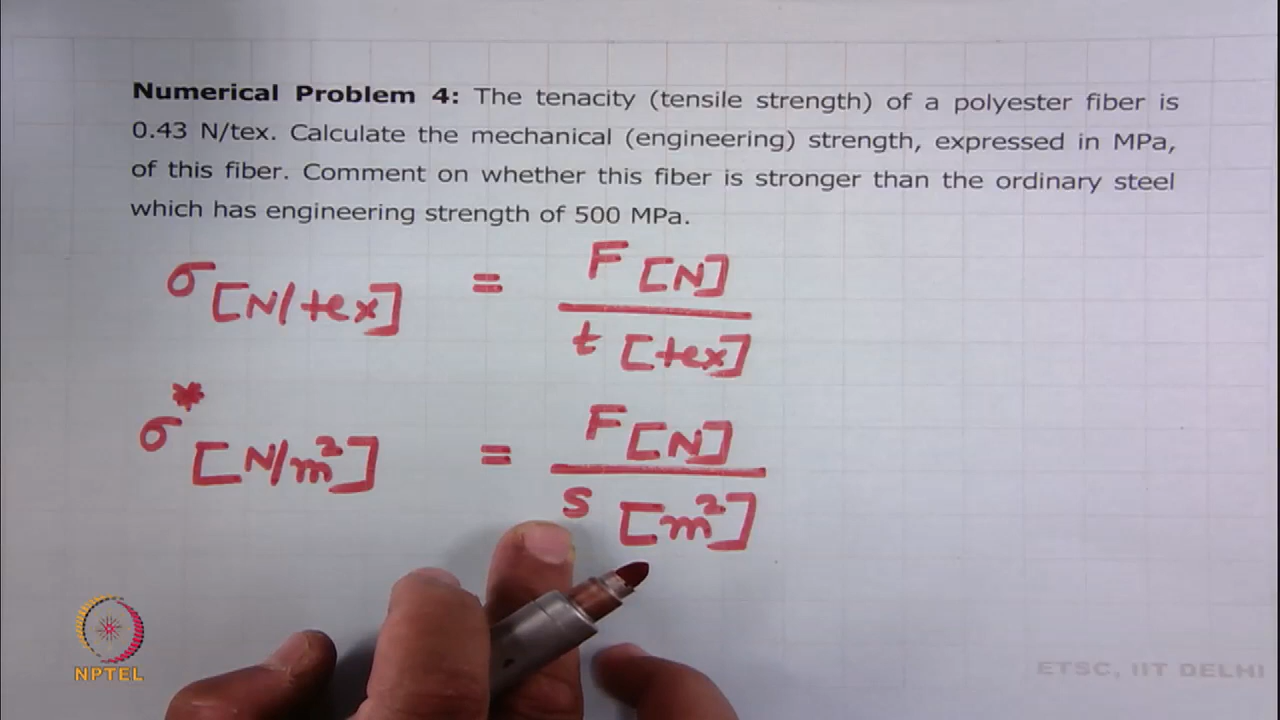 Numerical Problem 4: The tenacity (tensile strength) of a polyester fiber is
0.43 N/tex. Calculate the mechanical (engineering) strength, expressed in MPa,
of this fiber. Comment on whether this fiber is stronger than the ordinary steel
which has engineering strength of 500 MPa.
σ [N/tex] = F [N] / t [tex]
σ* [N/m²] = F [N] / s [m²]
NPTEL
ETSC, IIT DELHI